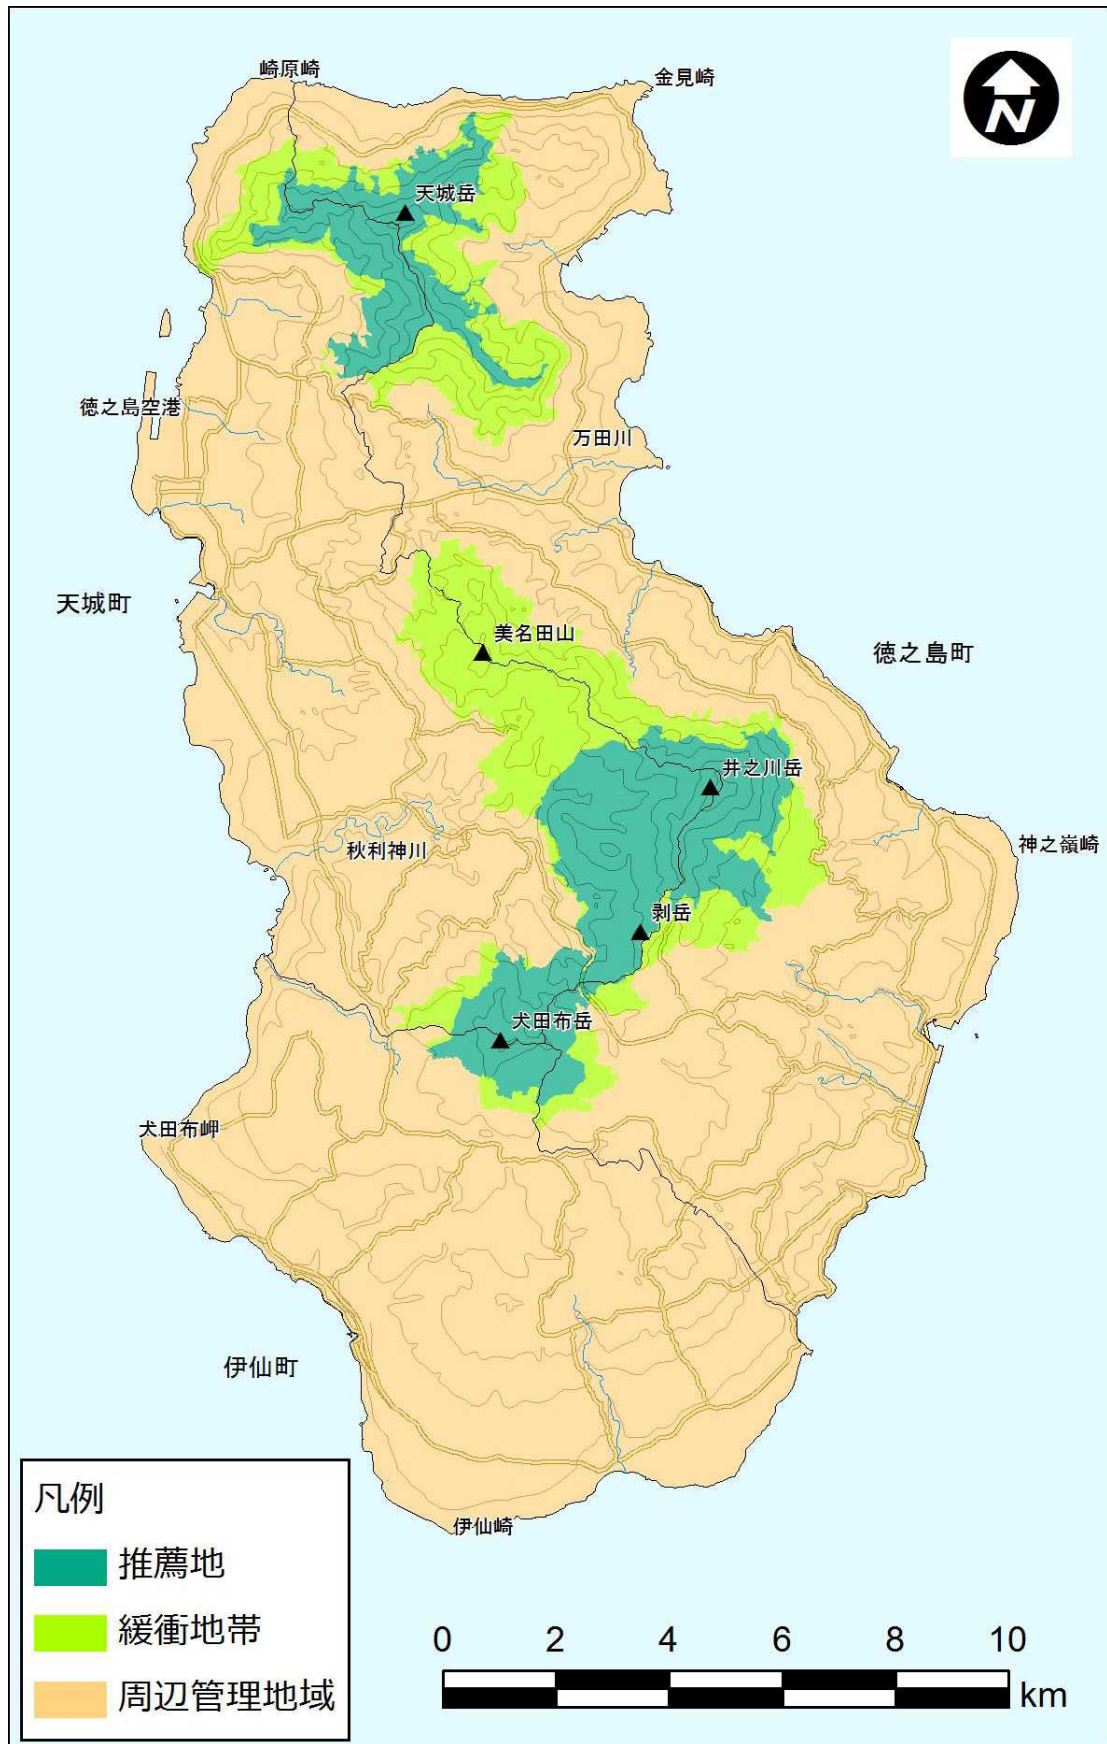 崎原崎
金見崎
N
天城岳
徳之島空港
万田川
天城町
美名田山
徳之島町
井之川岳
秋利神川
神之嶺崎
剥岳
犬田布岳
犬田布岬
伊仙町
伊仙崎
凡例
推薦地
緩衝地帯
周辺管理地域
0 2 4 6 8 10
km